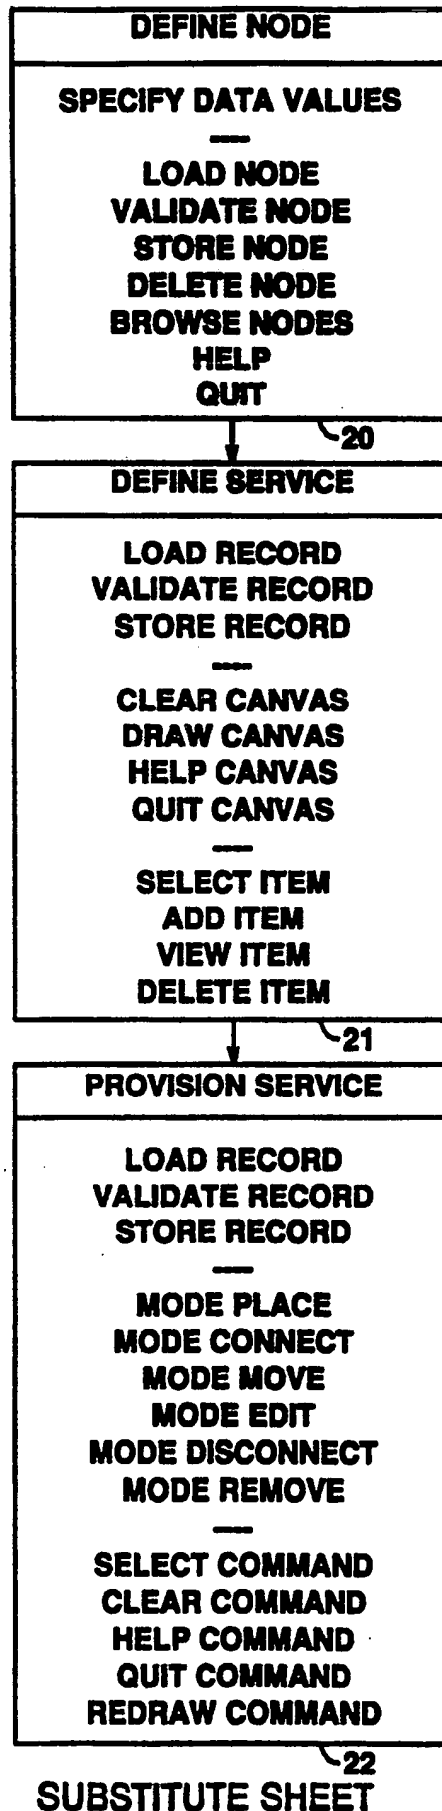 DEFINE NODE
SPECIFY DATA VALUES
----
LOAD NODE
VALIDATE NODE
STORE NODE
DELETE NODE
BROWSE NODES
HELP
QUIT
20
DEFINE SERVICE
LOAD RECORD
VALIDATE RECORD
STORE RECORD
----
CLEAR CANVAS
DRAW CANVAS
HELP CANVAS
QUIT CANVAS
----
SELECT ITEM
ADD ITEM
VIEW ITEM
DELETE ITEM
21
PROVISION SERVICE
LOAD RECORD
VALIDATE RECORD
STORE RECORD
----
MODE PLACE
MODE CONNECT
MODE MOVE
MODE EDIT
MODE DISCONNECT
MODE REMOVE
----
SELECT COMMAND
CLEAR COMMAND
HELP COMMAND
QUIT COMMAND
REDRAW COMMAND
22
SUBSTITUTE SHEET